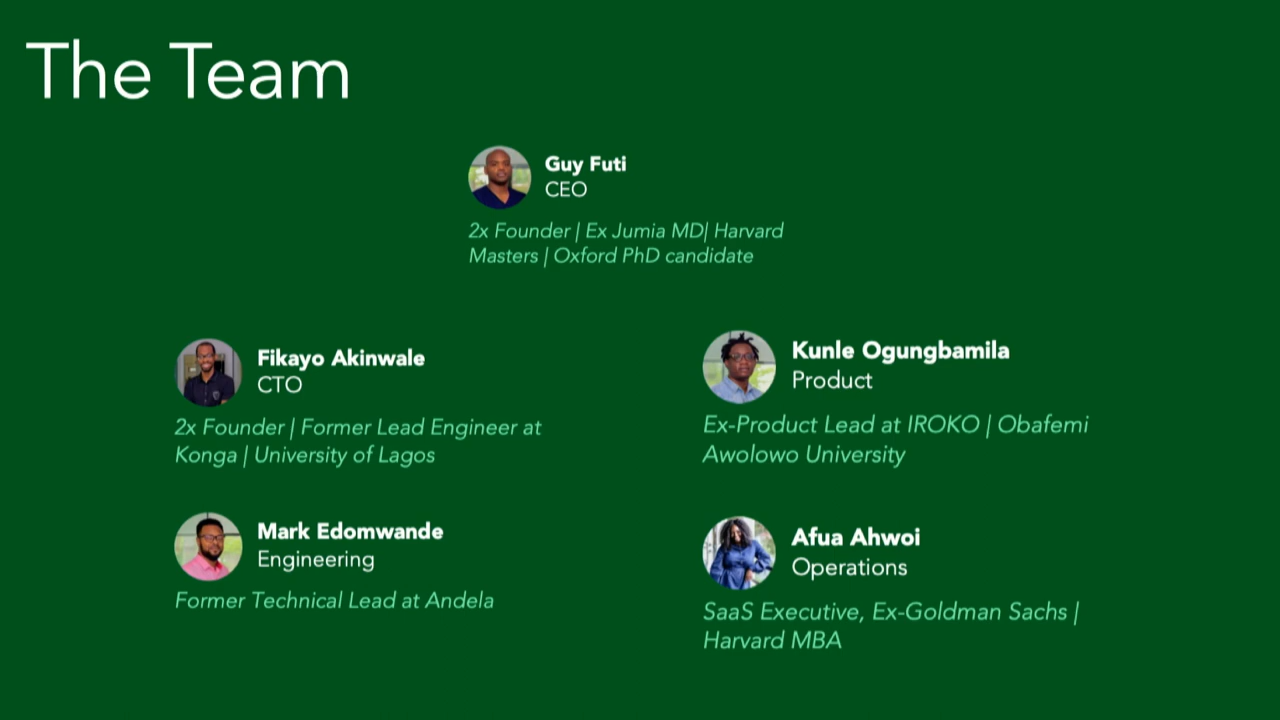 The Team
Guy Futi
CEO
2x Founder | Ex Jumia MD| Harvard
Masters | Oxford PhD candidate
Fikayo Akinwale
CTO
2x Founder | Former Lead Engineer at
Konga | University of Lagos
Kunle Ogungbamila
Product
Ex-Product Lead at IROKO | Obafemi
Awolowo University
Mark Edomwande
Engineering
Former Technical Lead at Andela
Afua Ahwoi
Operations
SaaS Executive, Ex-Goldman Sachs |
Harvard MBA